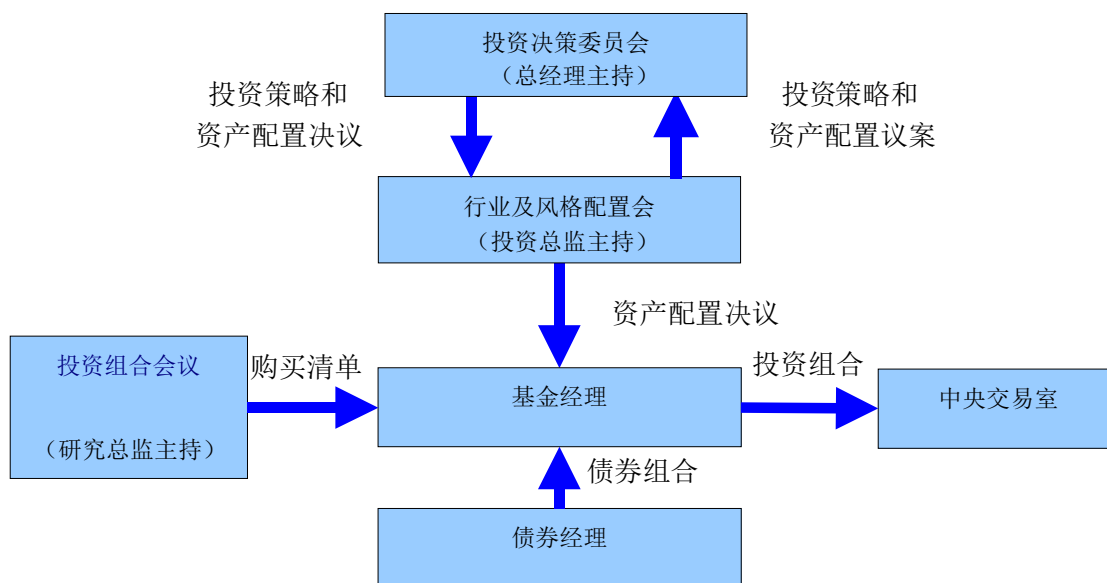 投资决策委员会
（总经理主持）
投资策略和
资产配置决议
投资策略和
资产配置议案
行业及风格配置会
（投资总监主持）
资产配置决议
投资组合会议
（研究总监主持）
购买清单
基金经理
投资组合
中央交易室
债券组合
债券经理